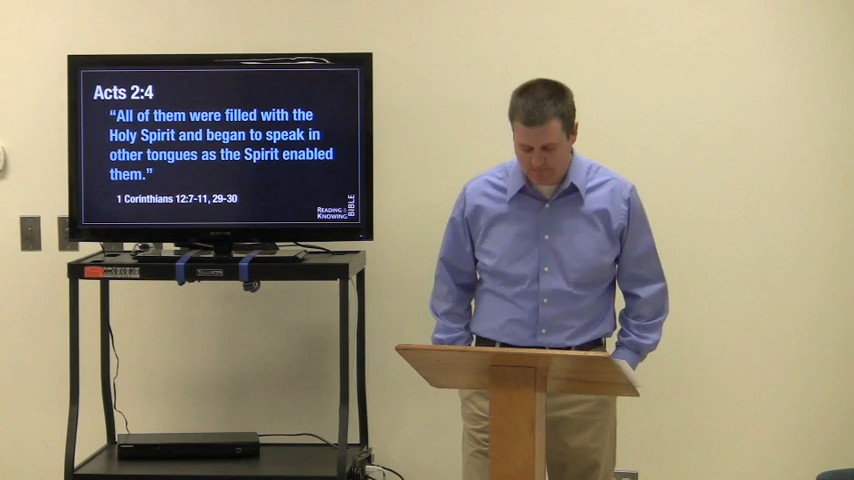 Acts 2:4
“All of them were filled with the
Holy Spirit and began to speak in
other tongues as the Spirit enabled
them.”
1 Corinthians 12:7-11, 29-30
READING &
KNOWING
BIBLE